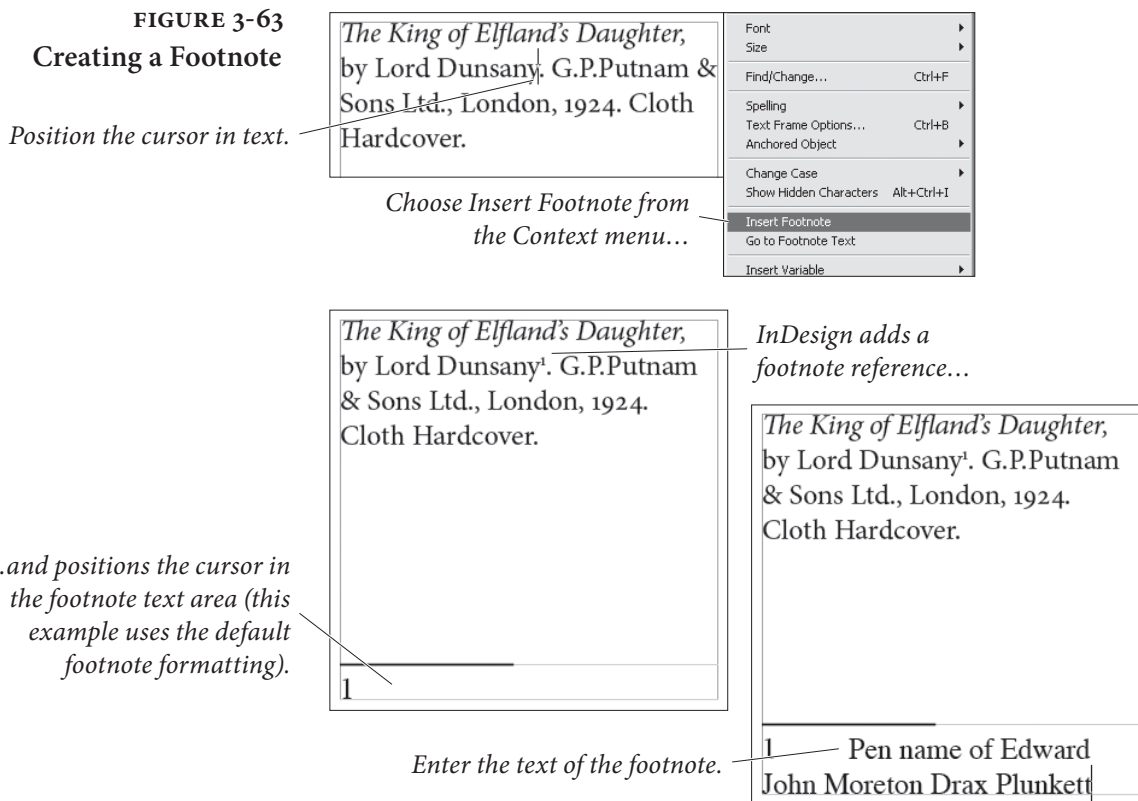 FIGURE 3-63
Creating a Footnote
Position the cursor in text.
The King of Elfland's Daughter,
by Lord Dunsany. G.P.Putnam &
Sons Ltd., London, 1924. Cloth
Hardcover.
Choose Insert Footnote from
the Context menu…
Font
Size
Find/Change... Ctrl+F
Spelling
Text Frame Options... Ctrl+B
Anchored Object
Change Case
Show Hidden Characters Alt+Ctrl+I
Insert Footnote
Go to Footnote Text
Insert Variable
The King of Elfland's Daughter,
by Lord Dunsany¹. G.P.Putnam
& Sons Ltd., London, 1924.
Cloth Hardcover.
InDesign adds a
footnote reference…
.and positions the cursor in
the footnote text area (this
example uses the default
footnote formatting).
1
The King of Elfland's Daughter,
by Lord Dunsany¹. G.P.Putnam
& Sons Ltd., London, 1924.
Cloth Hardcover.
Enter the text of the footnote.
1 Pen name of Edward
John Moreton Drax Plunkett